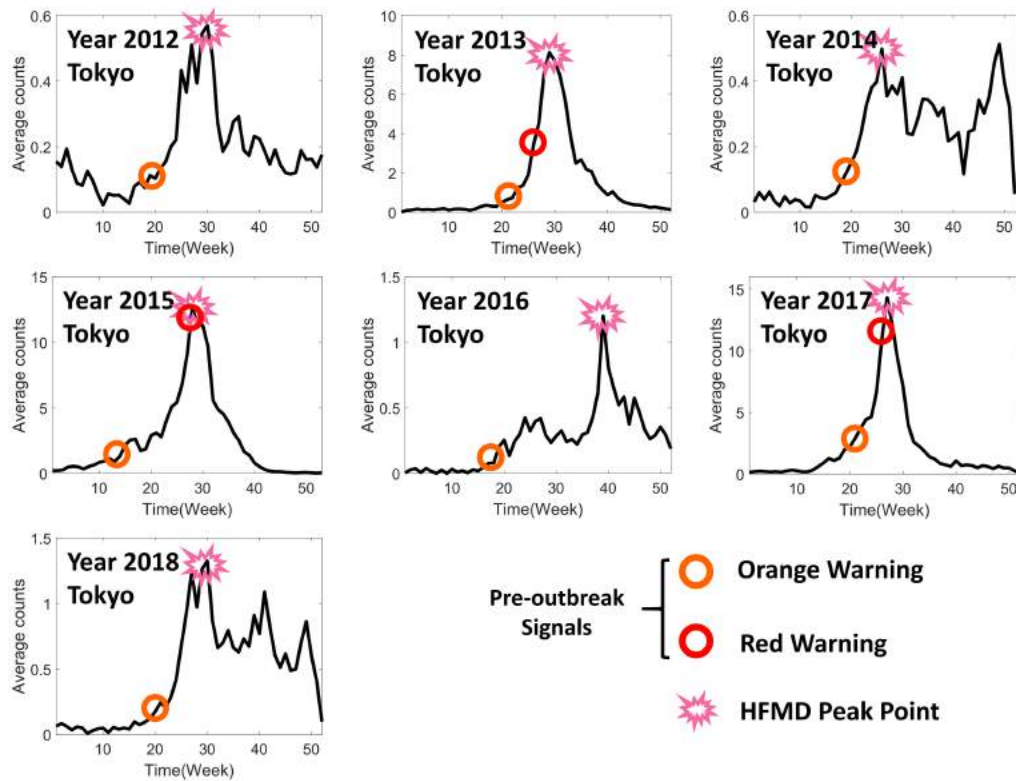 Year 2012
Tokyo
Average counts
0.6
0.4
0.2
0
10 20 30 40 50
Time(Week)
Year 2013
Tokyo
Average counts
10
8
6
4
2
0
10 20 30 40 50
Time(Week)
Year 2014
Tokyo
Average counts
0.6
0.4
0.2
0
10 20 30 40 50
Time(Week)
Year 2015
Tokyo
Average counts
15
10
5
0
10 20 30 40 50
Time(Week)
Year 2016
Tokyo
Average counts
1.5
1
0.5
0
10 20 30 40 50
Time(Week)
Year 2017
Tokyo
Average counts
15
10
5
0
10 20 30 40 50
Time(Week)
Year 2018
Tokyo
Average counts
1.5
1
0.5
0
10 20 30 40 50
Time(Week)
Pre-outbreak
Signals
Orange Warning
Red Warning
HFMD Peak Point